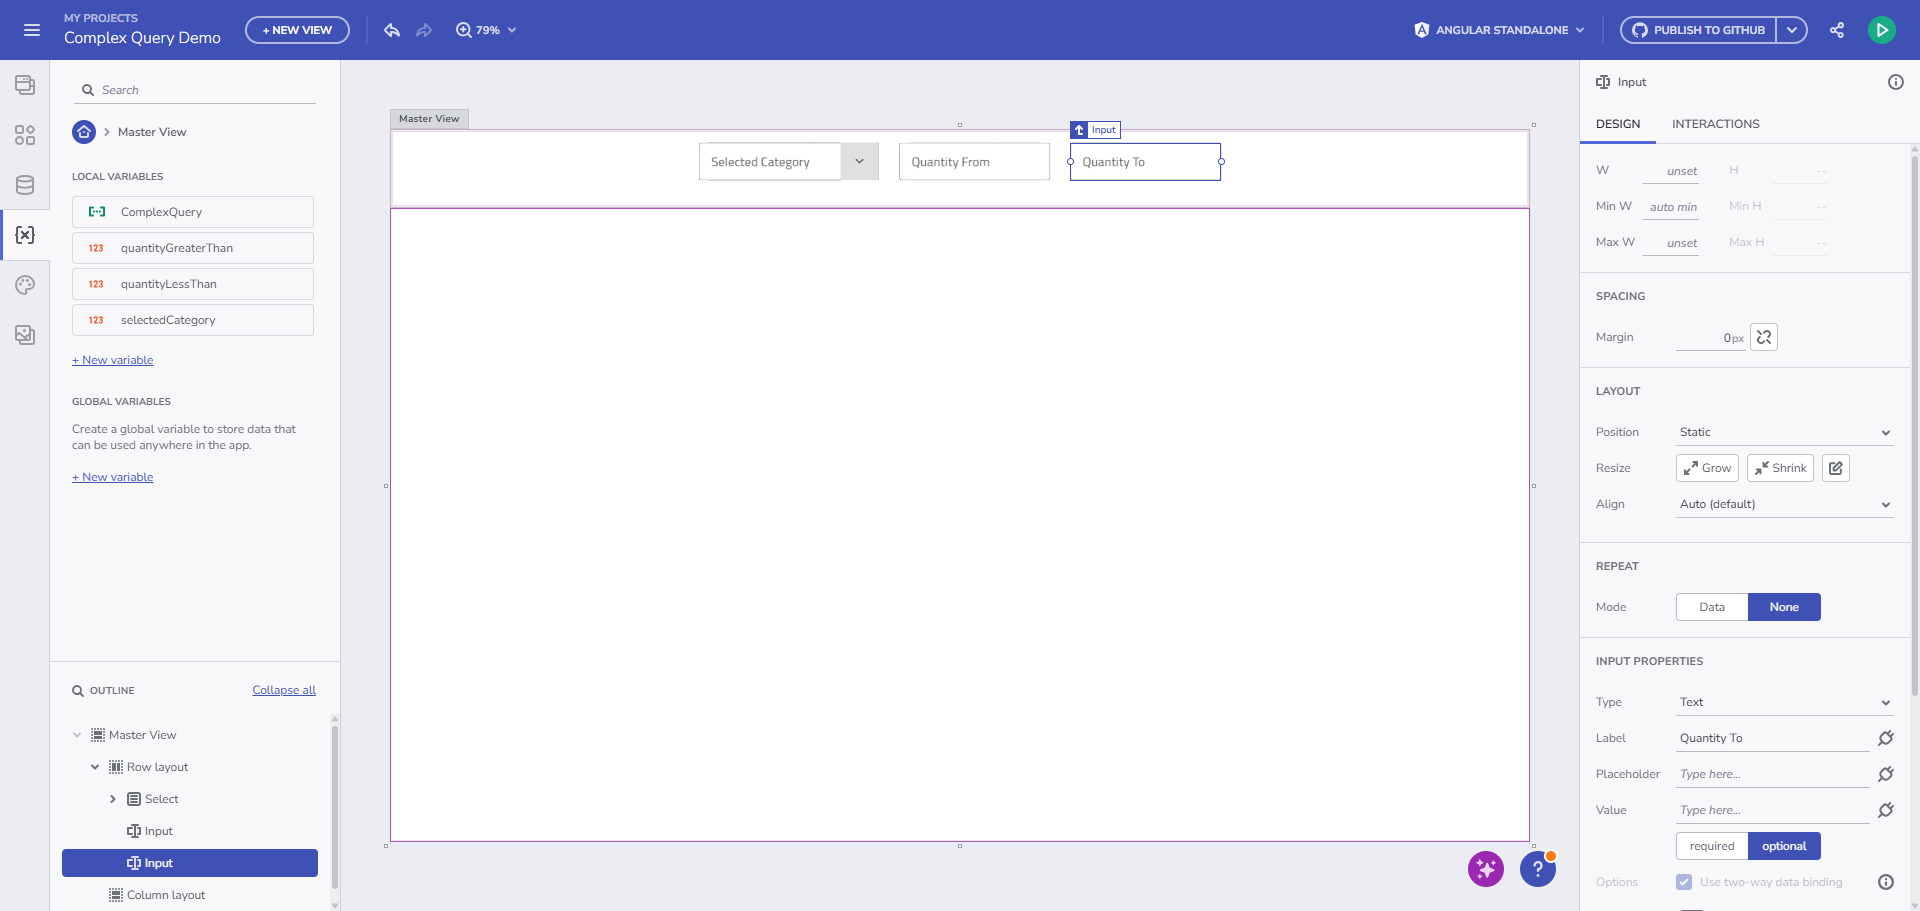 MY PROJECTS
Complex Query Demo
+ NEW VIEW
79%
ANGULAR STANDALONE
PUBLISH TO GITHUB
Search
Master View
LOCAL VARIABLES
ComplexQuery
123 quantityGreaterThan
123 quantityLessThan
123 selectedCategory
+ New variable
GLOBAL VARIABLES
Create a global variable to store data that
can be used anywhere in the app.
+ New variable
OUTLINE
Collapse all
Master View
Row layout
Select
Input
Input
Column layout
Master View
Input
Selected Category
Quantity From
Quantity To
?
Input
DESIGN
INTERACTIONS
W unset H --
Min W auto min Min H --
Max W unset Max H --
SPACING
Margin 0px
LAYOUT
Position Static
Resize Grow Shrink
Align Auto (default)
REPEAT
Mode Data None
INPUT PROPERTIES
Type Text
Label Quantity To
Placeholder Type here...
Value Type here...
required optional
Options Use two-way data binding